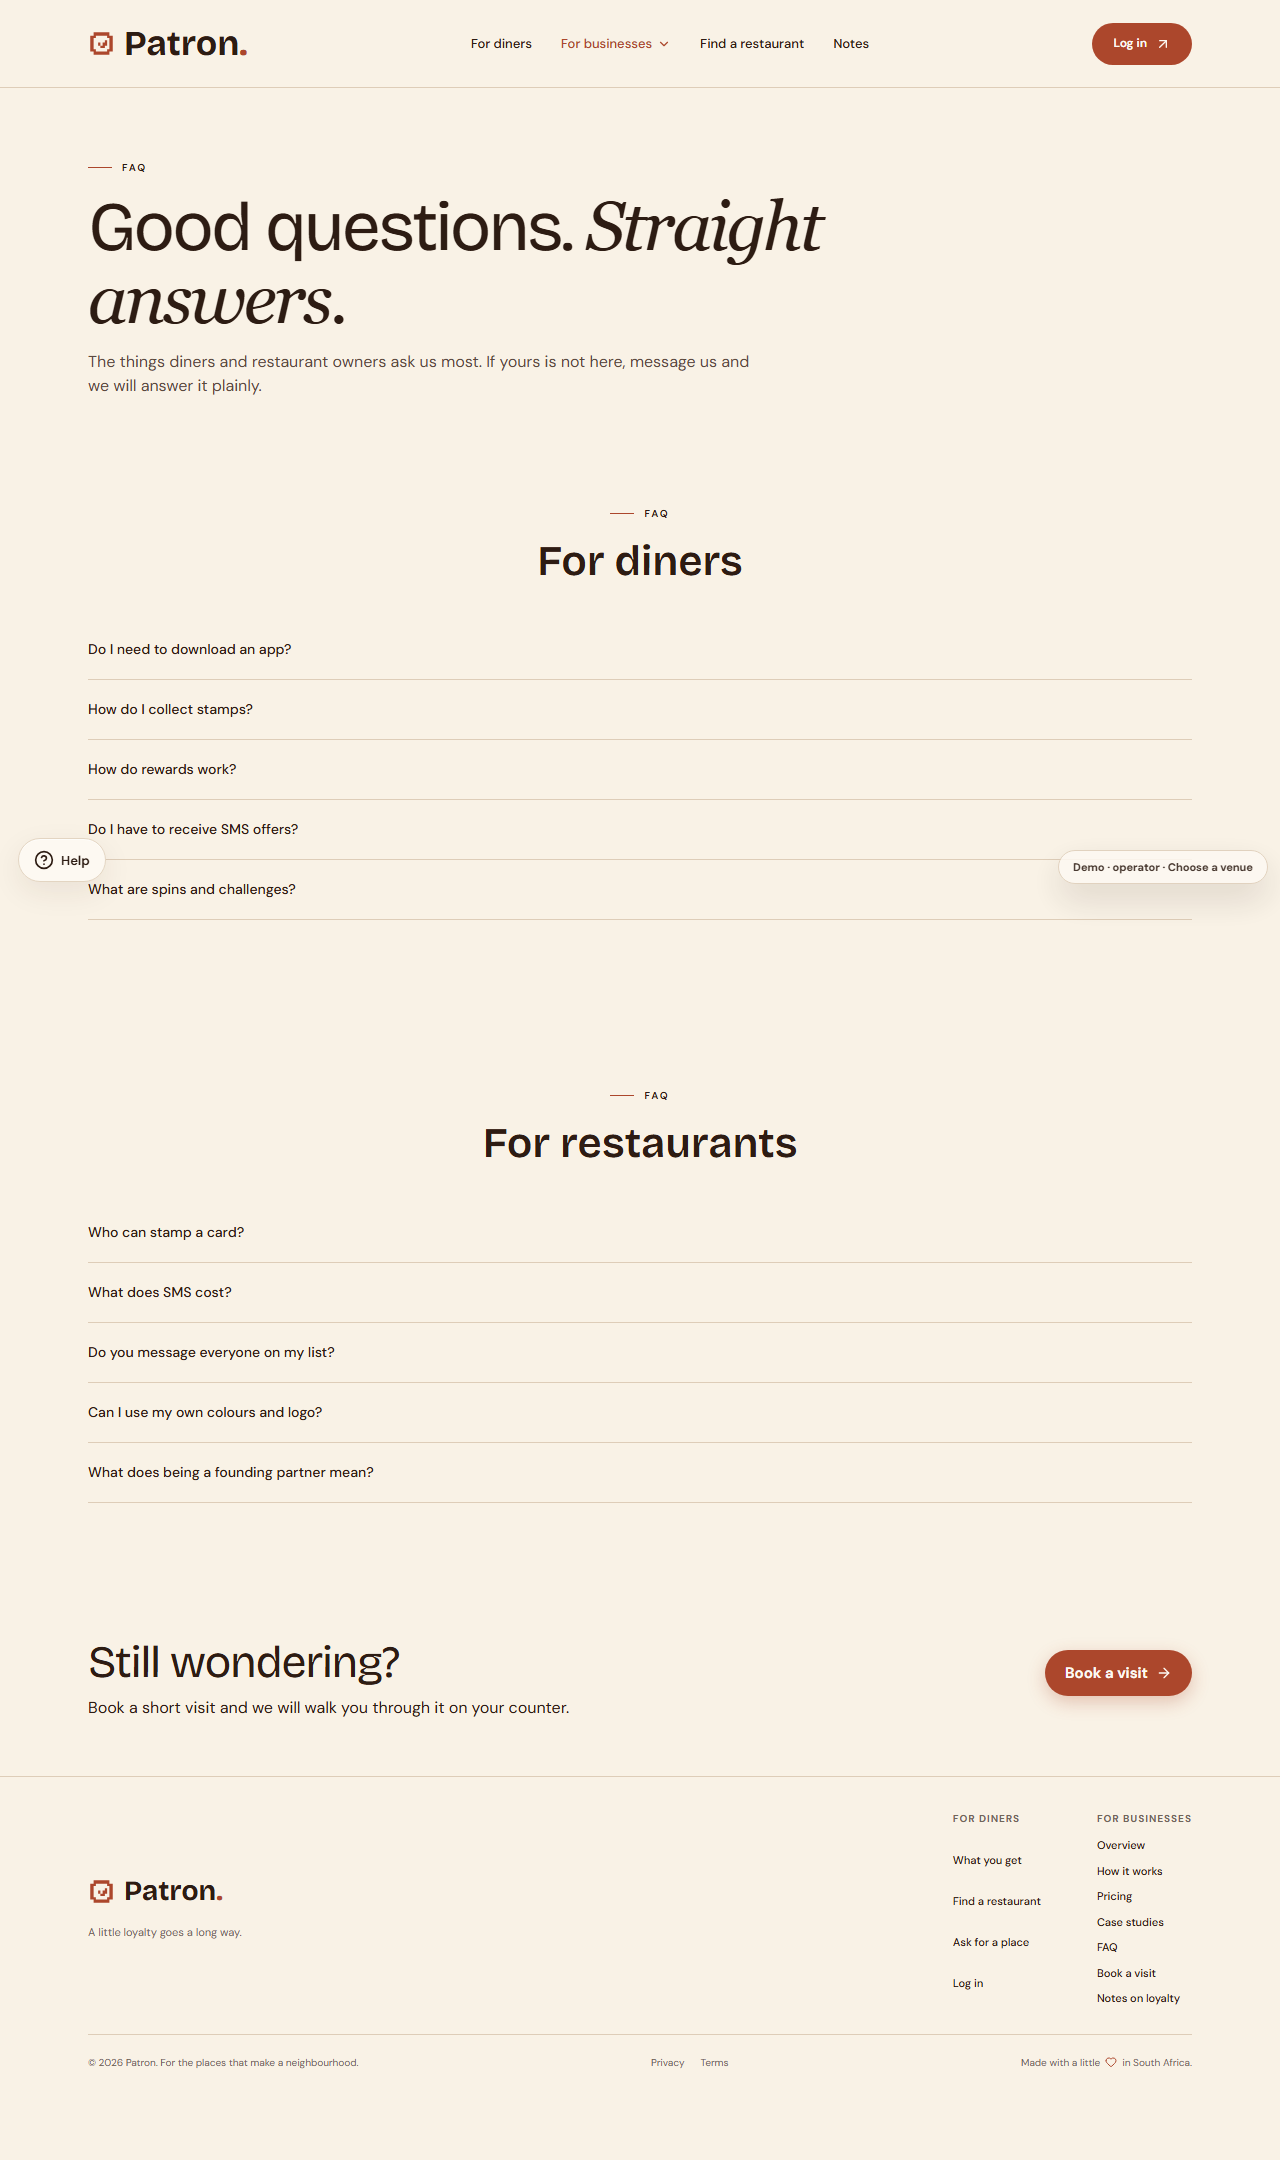 Patron.
For diners
For businesses
Find a restaurant
Notes
Log in
FAQ
Good questions. Straight
answers.
The things diners and restaurant owners ask us most. If yours is not here, message us and
we will answer it plainly.
FAQ
For diners
Do I need to download an app?
How do I collect stamps?
How do rewards work?
Do I have to receive SMS offers?
Help
Demo · operator · Choose a venue
What are spins and challenges?
FAQ
For restaurants
Who can stamp a card?
What does SMS cost?
Do you message everyone on my list?
Can I use my own colours and logo?
What does being a founding partner mean?
Still wondering?
Book a short visit and we will walk you through it on your counter.
Book a visit
Patron.
A little loyalty goes a long way.
FOR DINERS
What you get
Find a restaurant
Ask for a place
Log in
FOR BUSINESSES
Overview
How it works
Pricing
Case studies
FAQ
Book a visit
Notes on loyalty
© 2026 Patron. For the places that make a neighbourhood.
Privacy
Terms
Made with a little ♡ in South Africa.